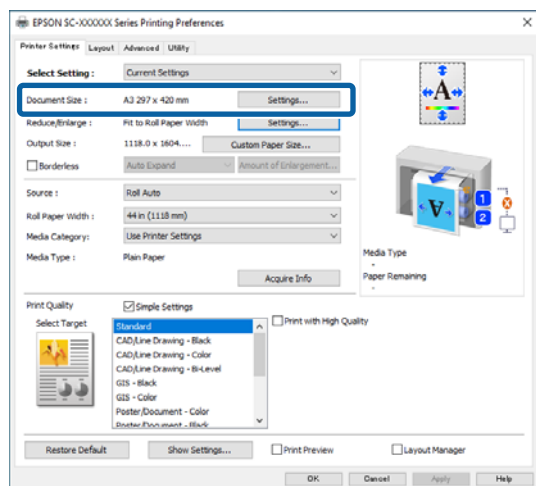 EPSON SC-XXXXXX Series Printing Preferences
Printer Settings Layout Advanced Utility
Select Setting : Current Settings
Document Size : A3 297 x 420 mm Settings...
Reduce/Enlarge : Fit to Roll Paper Width Settings...
Output Size : 1118.0 x 1604.... Custom Paper Size...
Borderless Auto Expand Amount of Enlargement...
Source : Roll Auto
Roll Paper Width : 44 in (1118 mm)
Media Category: Use Printer Settings
Media Type : Plain Paper
Acquire Info
A
A
1
2
Media Type
-
Paper Remaining
-
Print Quality Simple Settings
Select Target
Standard
CAD/Line Drawing - Black
CAD/Line Drawing - Color
CAD/Line Drawing - Bi-Level
GIS - Black
GIS - Color
Poster/Document - Color
Poster/Document - Black
Print with High Quality
Restore Default Show Settings... Print Preview Layout Manager
OK Cancel Apply Help